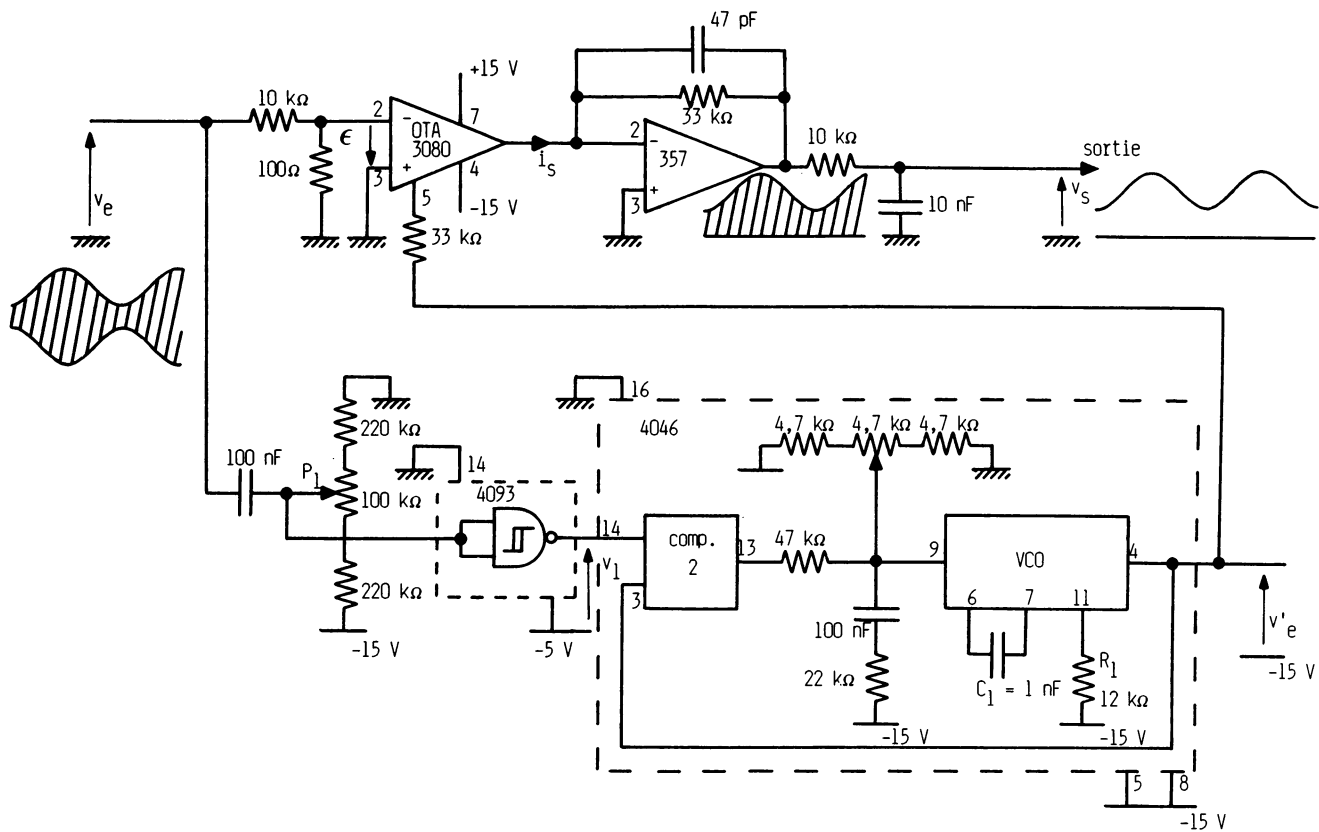 47 pF
+15 V
10 kΩ
33 kΩ
2
7
ε
OTA
3080
100Ω
3
4
5
-15 V
i_s
2
357
3
10 kΩ
sortie
10 nF
v_s
v_e
33 kΩ
16
4046
4,7 kΩ
4,7 kΩ
4,7 kΩ
220 kΩ
100 nF
P_1
100 kΩ
14
4093
220 kΩ
-15 V
-5 V
14
v_1
comp.
2
13
3
47 kΩ
9
VCO
4
6
7
11
100 nF
22 kΩ
-15 V
C_1 = 1 nF
R_1
12 kΩ
-15 V
v'_e
-15 V
5
8
-15 V